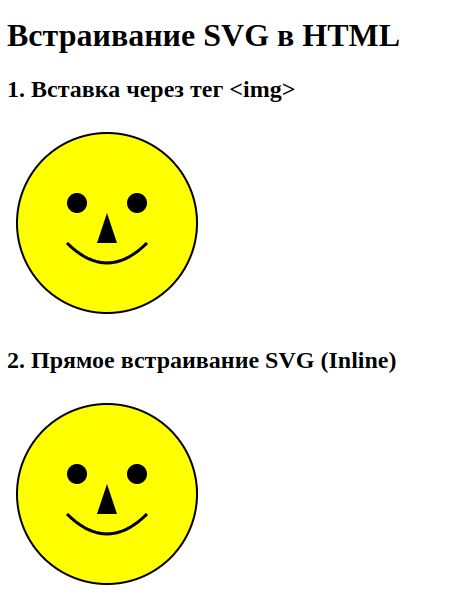 Встраивание SVG в HTML
1. Вставка через тег <img>
2. Прямое встраивание SVG (Inline)